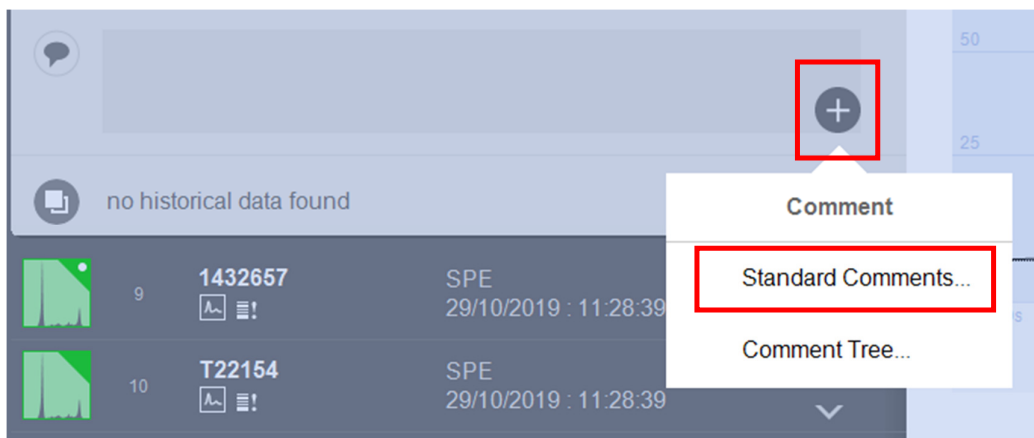 50
25
no historical data found
Comment
Standard Comments...
Comment Tree...
9
1432657
SPE
29/10/2019 : 11:28:39
10
T22154
SPE
29/10/2019 : 11:28:39
s